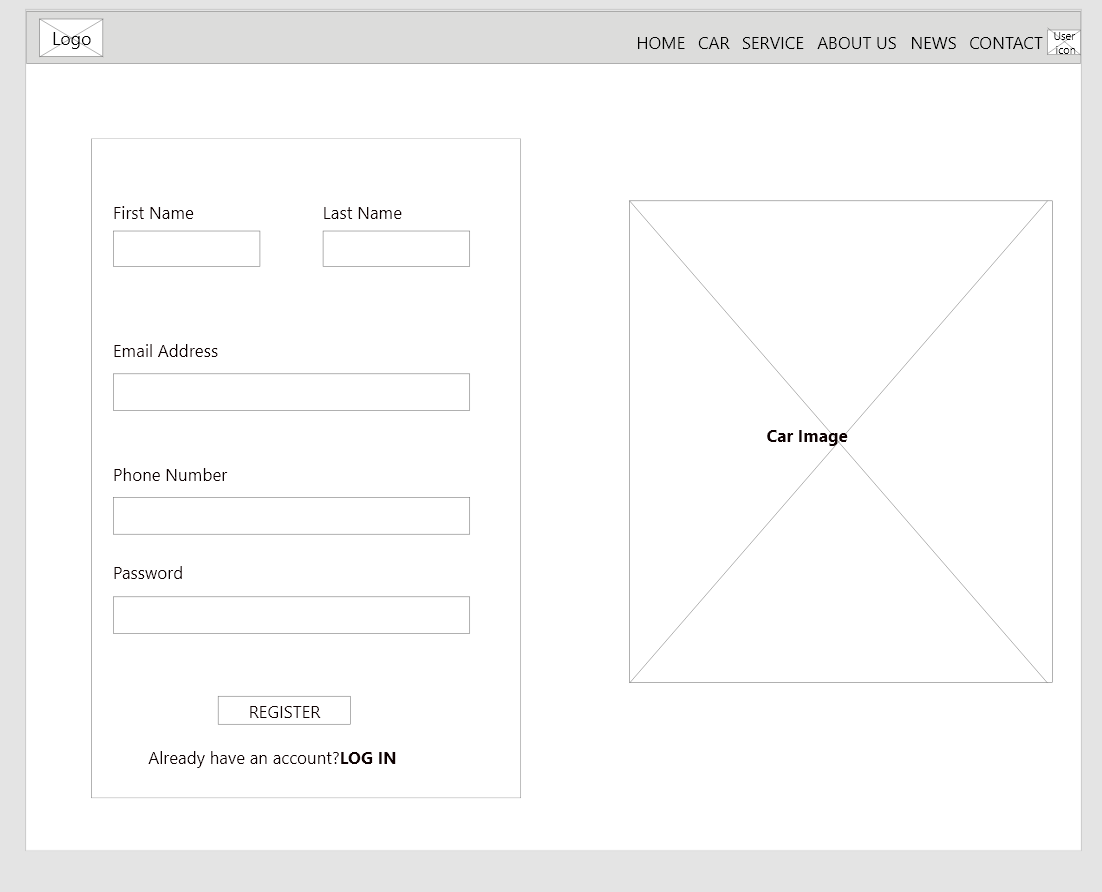 Logo
HOME CAR SERVICE ABOUT US NEWS CONTACT
User
icon
First Name Last Name
Email Address
Phone Number
Password
REGISTER
Already have an account?LOG IN
Car Image